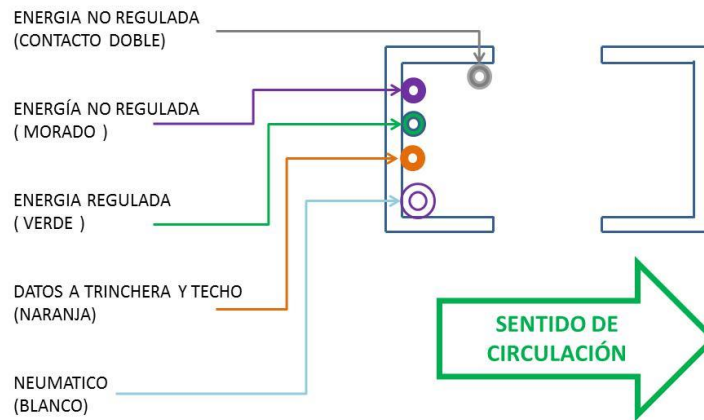 ENERGIA NO REGULADA
(CONTACTO DOBLE)
ENERGÍA NO REGULADA
( MORADO )
ENERGIA REGULADA
( VERDE )
DATOS A TRINCHERA Y TECHO
(NARANJA)
NEUMATICO
(BLANCO)
SENTIDO DE
CIRCULACIÓN